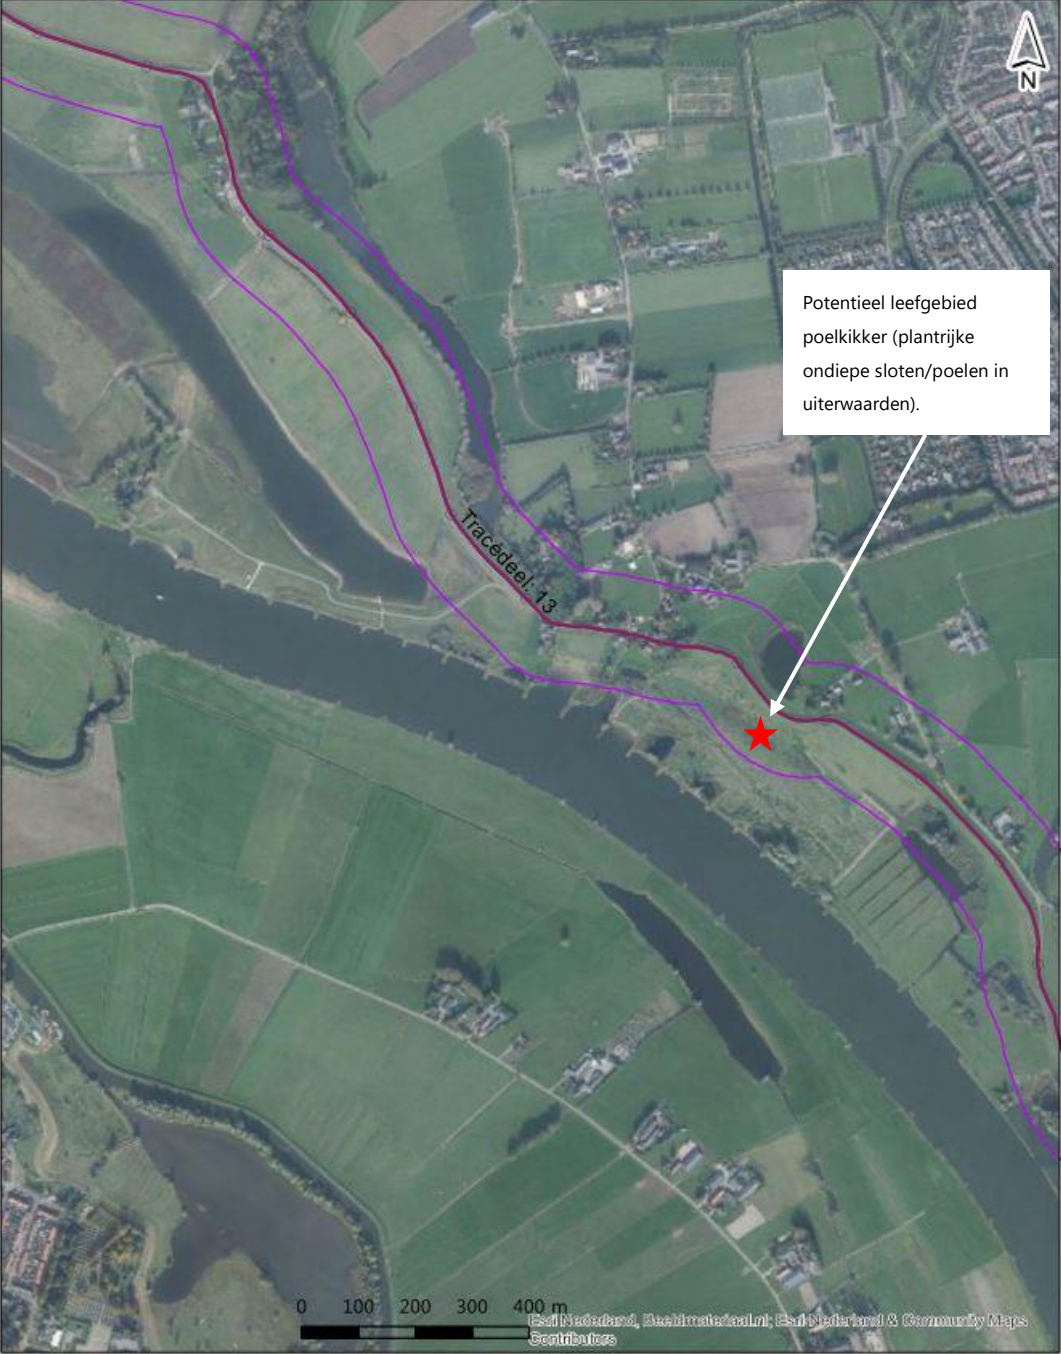 N
Potentieel leefgebied
poelkikker (plantrijke
ondiepe sloten/poelen in
uiterwaarden).
Tracédeel: 13
0 100 200 300 400 m
Esri Nederland, Beeldmateriaal.nl; Esri Nederland & Community Maps
Contributors